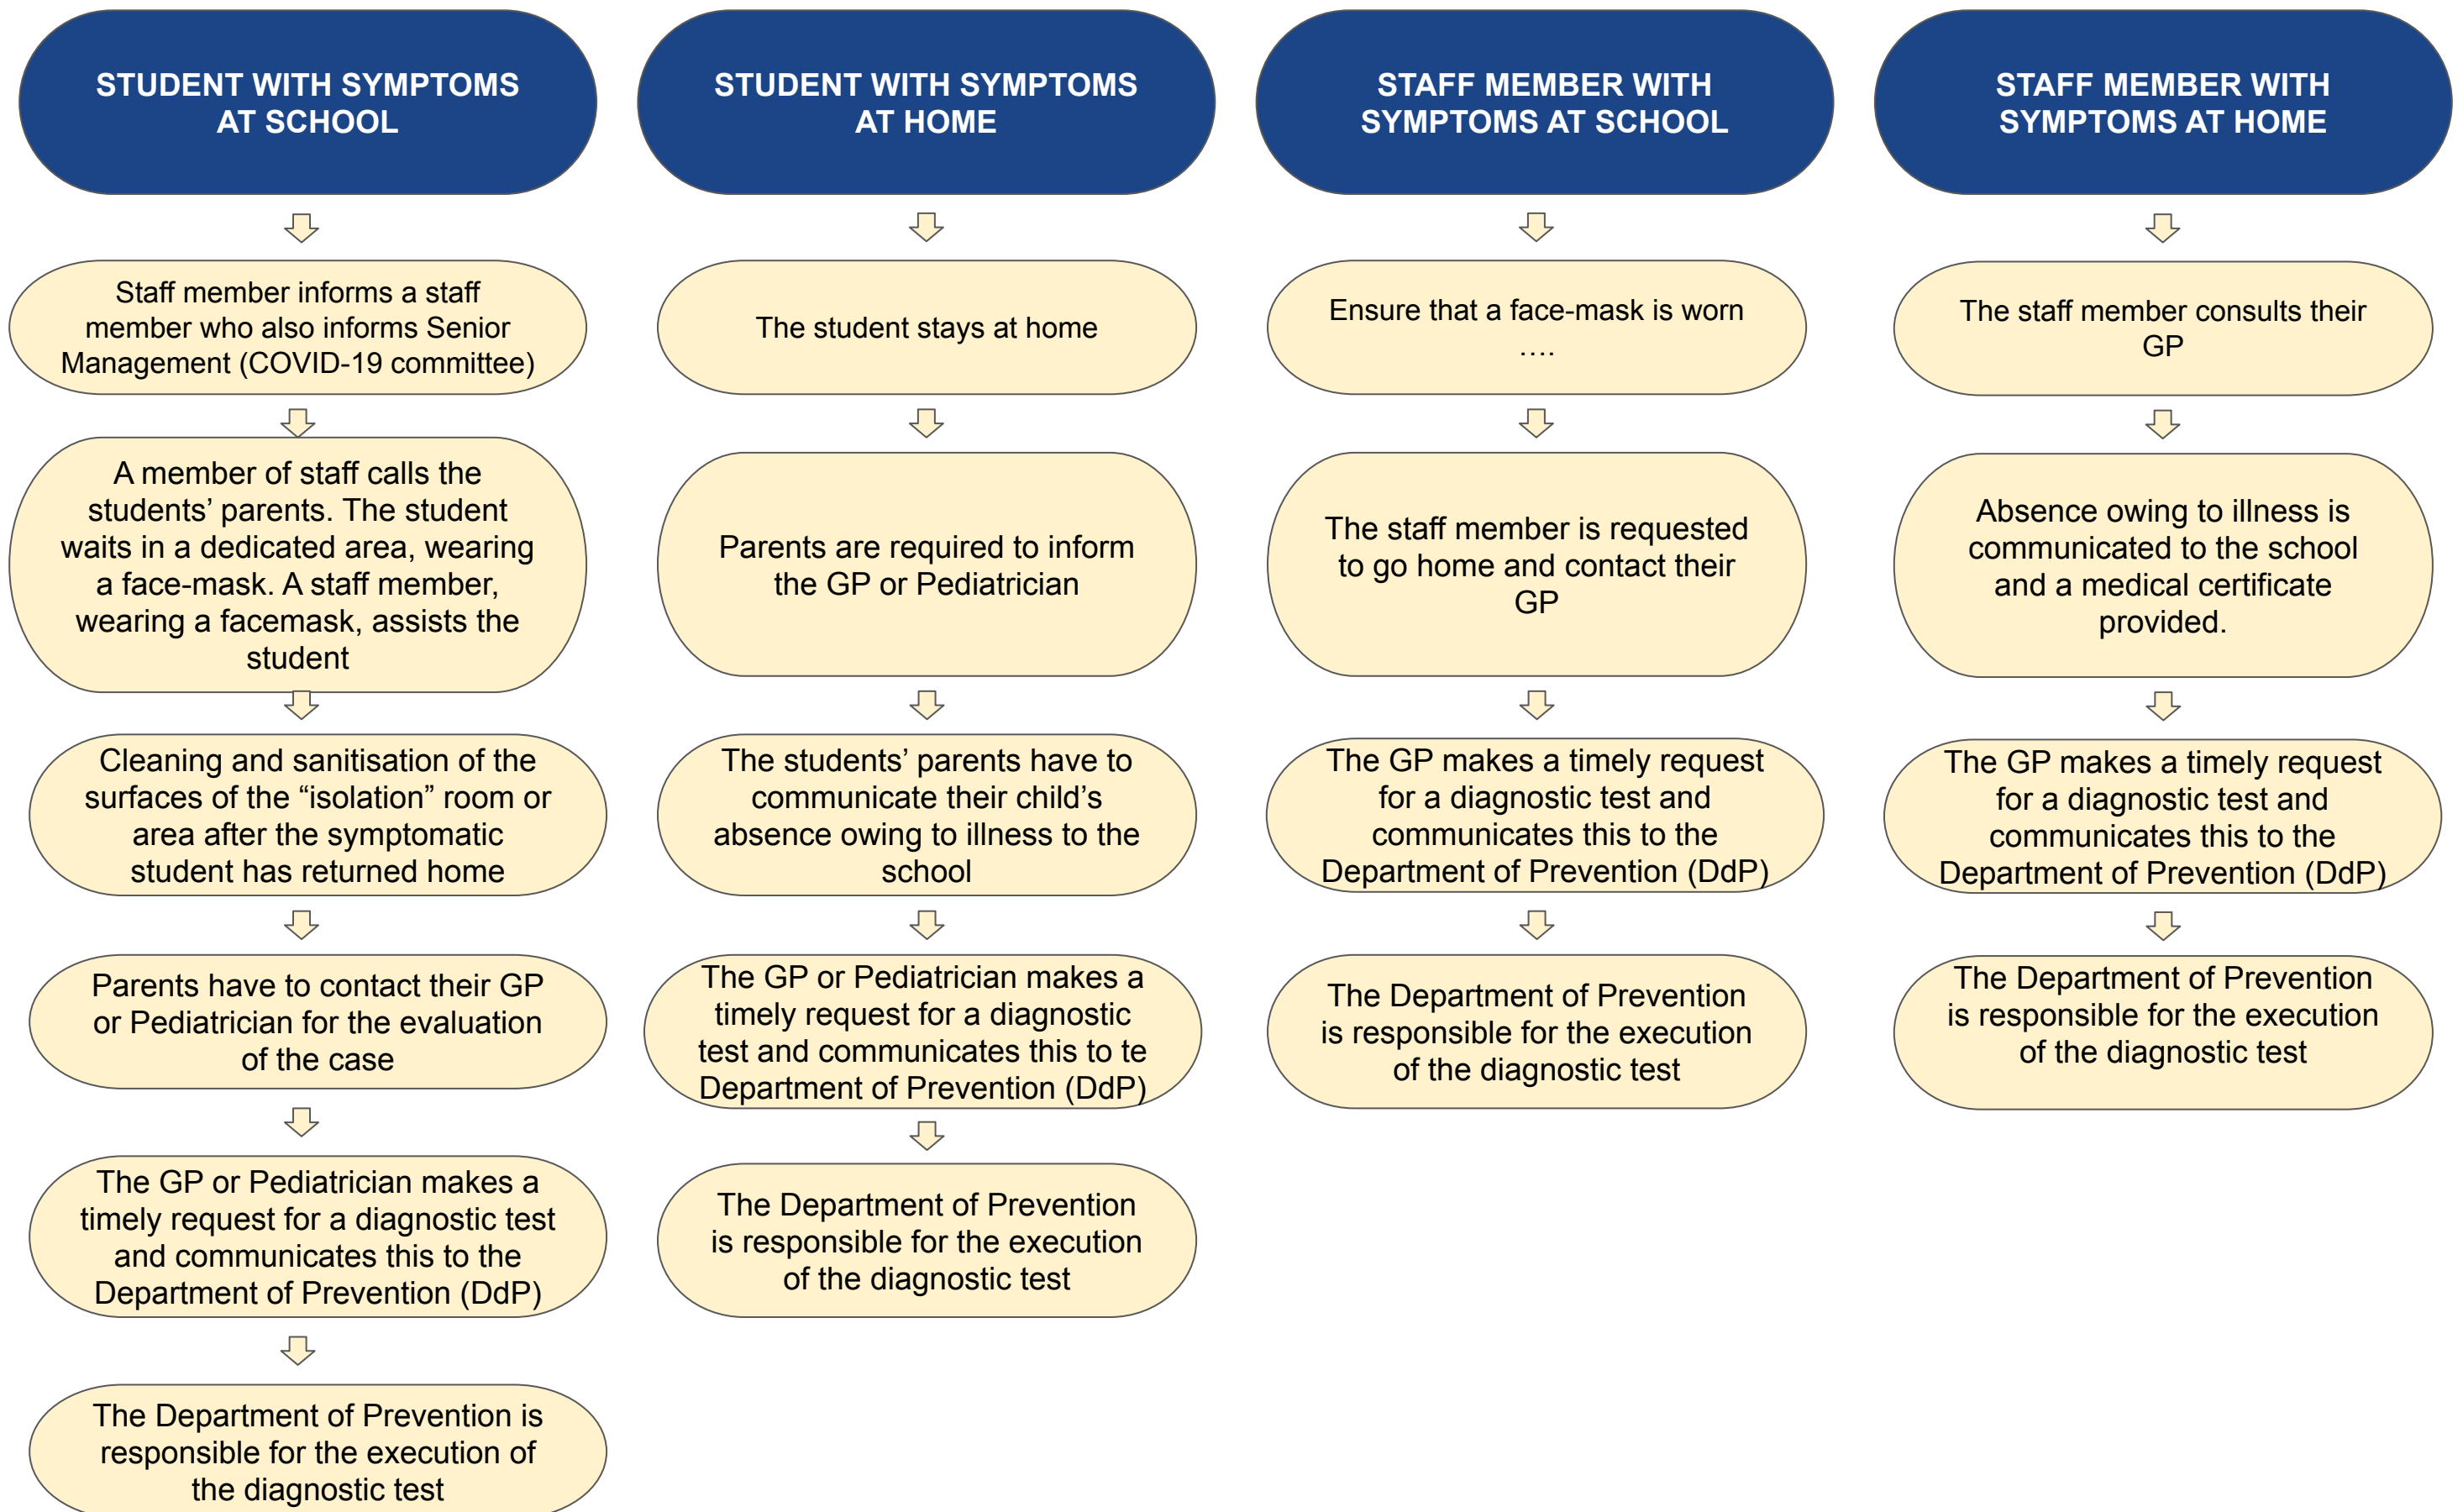 STUDENT WITH SYMPTOMS
AT SCHOOL
Staff member informs a staff
member who also informs Senior
Management (COVID-19 committee)
A member of staff calls the
students’ parents. The student
waits in a dedicated area, wearing
a face-mask. A staff member,
wearing a facemask, assists the
student
Cleaning and sanitisation of the
surfaces of the “isolation” room or
area after the symptomatic
student has returned home
Parents have to contact their GP
or Pediatrician for the evaluation
of the case
The GP or Pediatrician makes a
timely request for a diagnostic test
and communicates this to the
Department of Prevention (DdP)
The Department of Prevention is
responsible for the execution of
the diagnostic test
STUDENT WITH SYMPTOMS
AT HOME
The student stays at home
Parents are required to inform
the GP or Pediatrician
The students’ parents have to
communicate their child’s
absence owing to illness to the
school
The GP or Pediatrician makes a
timely request for a diagnostic
test and communicates this to te
Department of Prevention (DdP)
The Department of Prevention
is responsible for the execution
of the diagnostic test
STAFF MEMBER WITH
SYMPTOMS AT SCHOOL
Ensure that a face-mask is worn
….
The staff member is requested
to go home and contact their
GP
The GP makes a timely request
for a diagnostic test and
communicates this to the
Department of Prevention (DdP)
The Department of Prevention
is responsible for the execution
of the diagnostic test
STAFF MEMBER WITH
SYMPTOMS AT HOME
The staff member consults their
GP
Absence owing to illness is
communicated to the school
and a medical certificate
provided.
The GP makes a timely request
for a diagnostic test and
communicates this to the
Department of Prevention (DdP)
The Department of Prevention
is responsible for the execution
of the diagnostic test